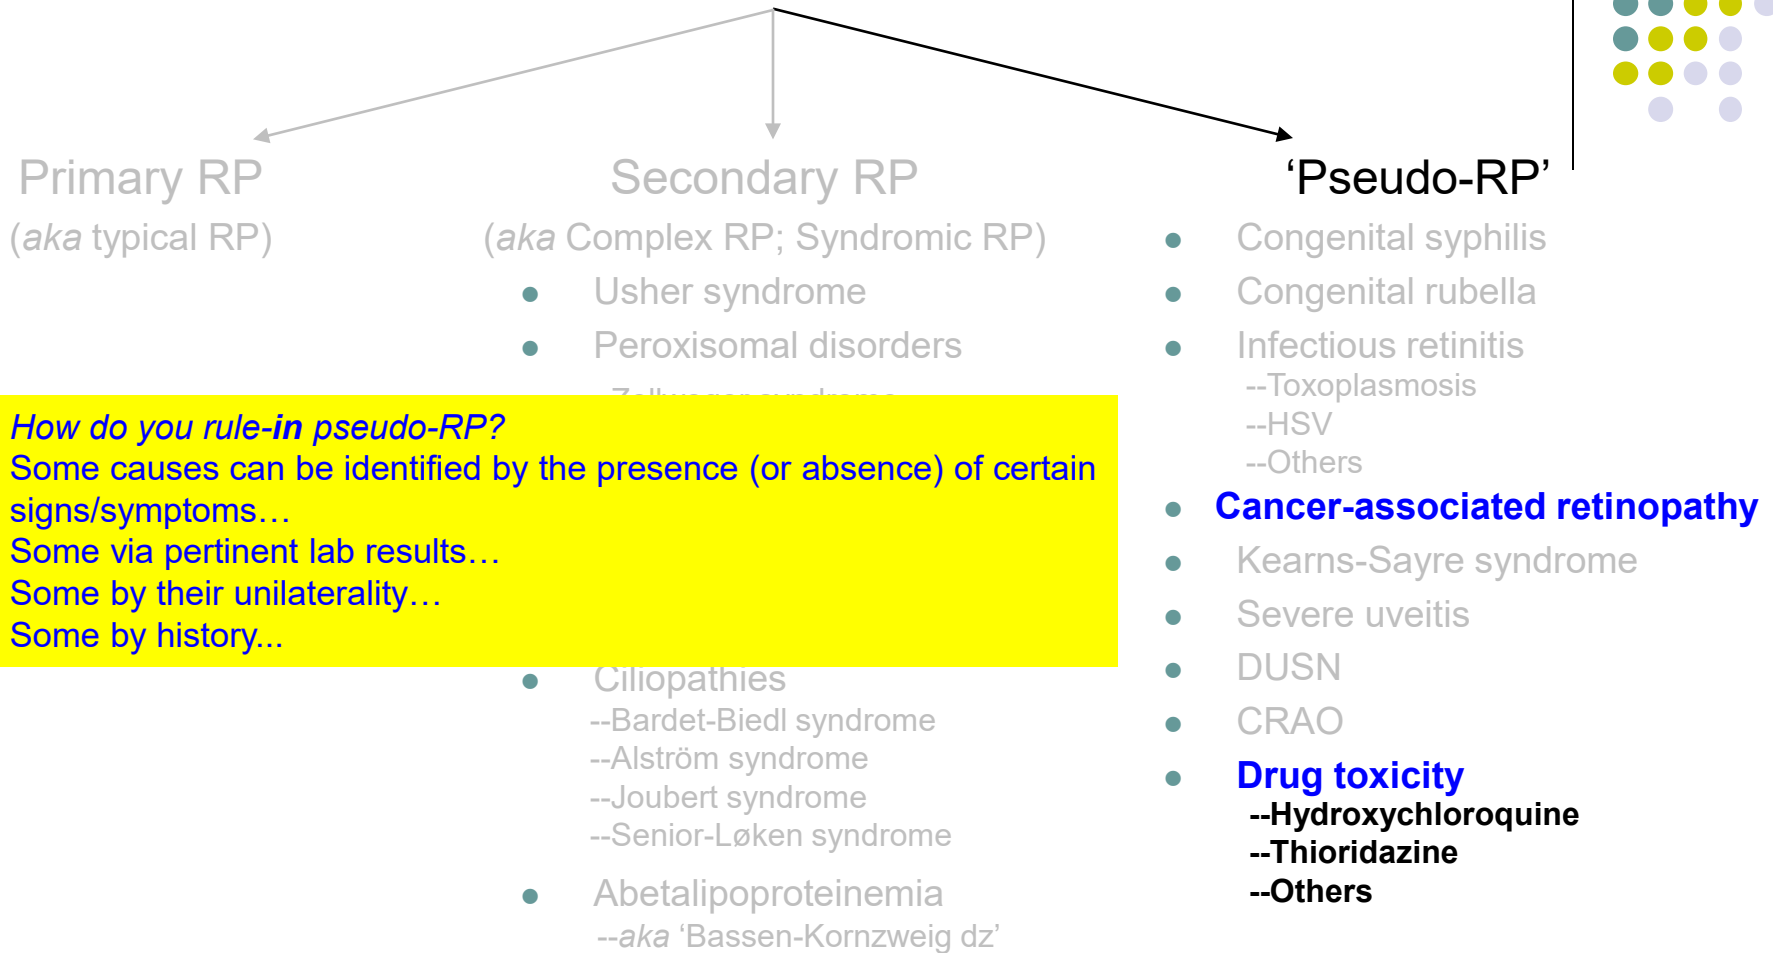 Primary RP
(aka typical RP)
Secondary RP
(aka Complex RP; Syndromic RP)
Usher syndrome
Peroxisomal disorders
How do you rule-in pseudo-RP?
Some causes can be identified by the presence (or absence) of certain
signs/symptoms…
Some via pertinent lab results…
Some by their unilaterality…
Some by history...
Ciliopathies
--Bardet-Biedl syndrome
--Alström syndrome
--Joubert syndrome
--Senior-Løken syndrome
Abetalipoproteinemia
--aka ‘Bassen-Kornzweig dz’
‘Pseudo-RP’
Congenital syphilis
Congenital rubella
Infectious retinitis
--Toxoplasmosis
--HSV
--Others
Cancer-associated retinopathy
Kearns-Sayre syndrome
Severe uveitis
DUSN
CRAO
Drug toxicity
--Hydroxychloroquine
--Thioridazine
--Others